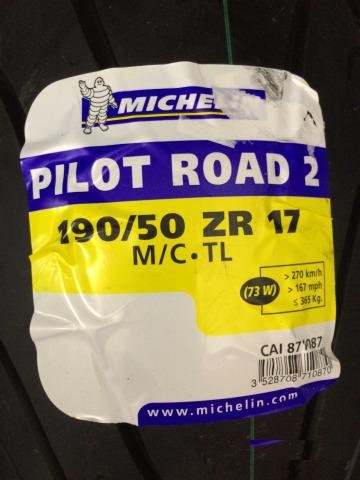 MICHELIN
PILOT ROAD 2
190/50 ZR 17
M/C•TL
(73 W)
> 270 km/h
> 167 mph
≤ 365 Kg.
CAI 871087
3 528708 710870
www.michelin.com